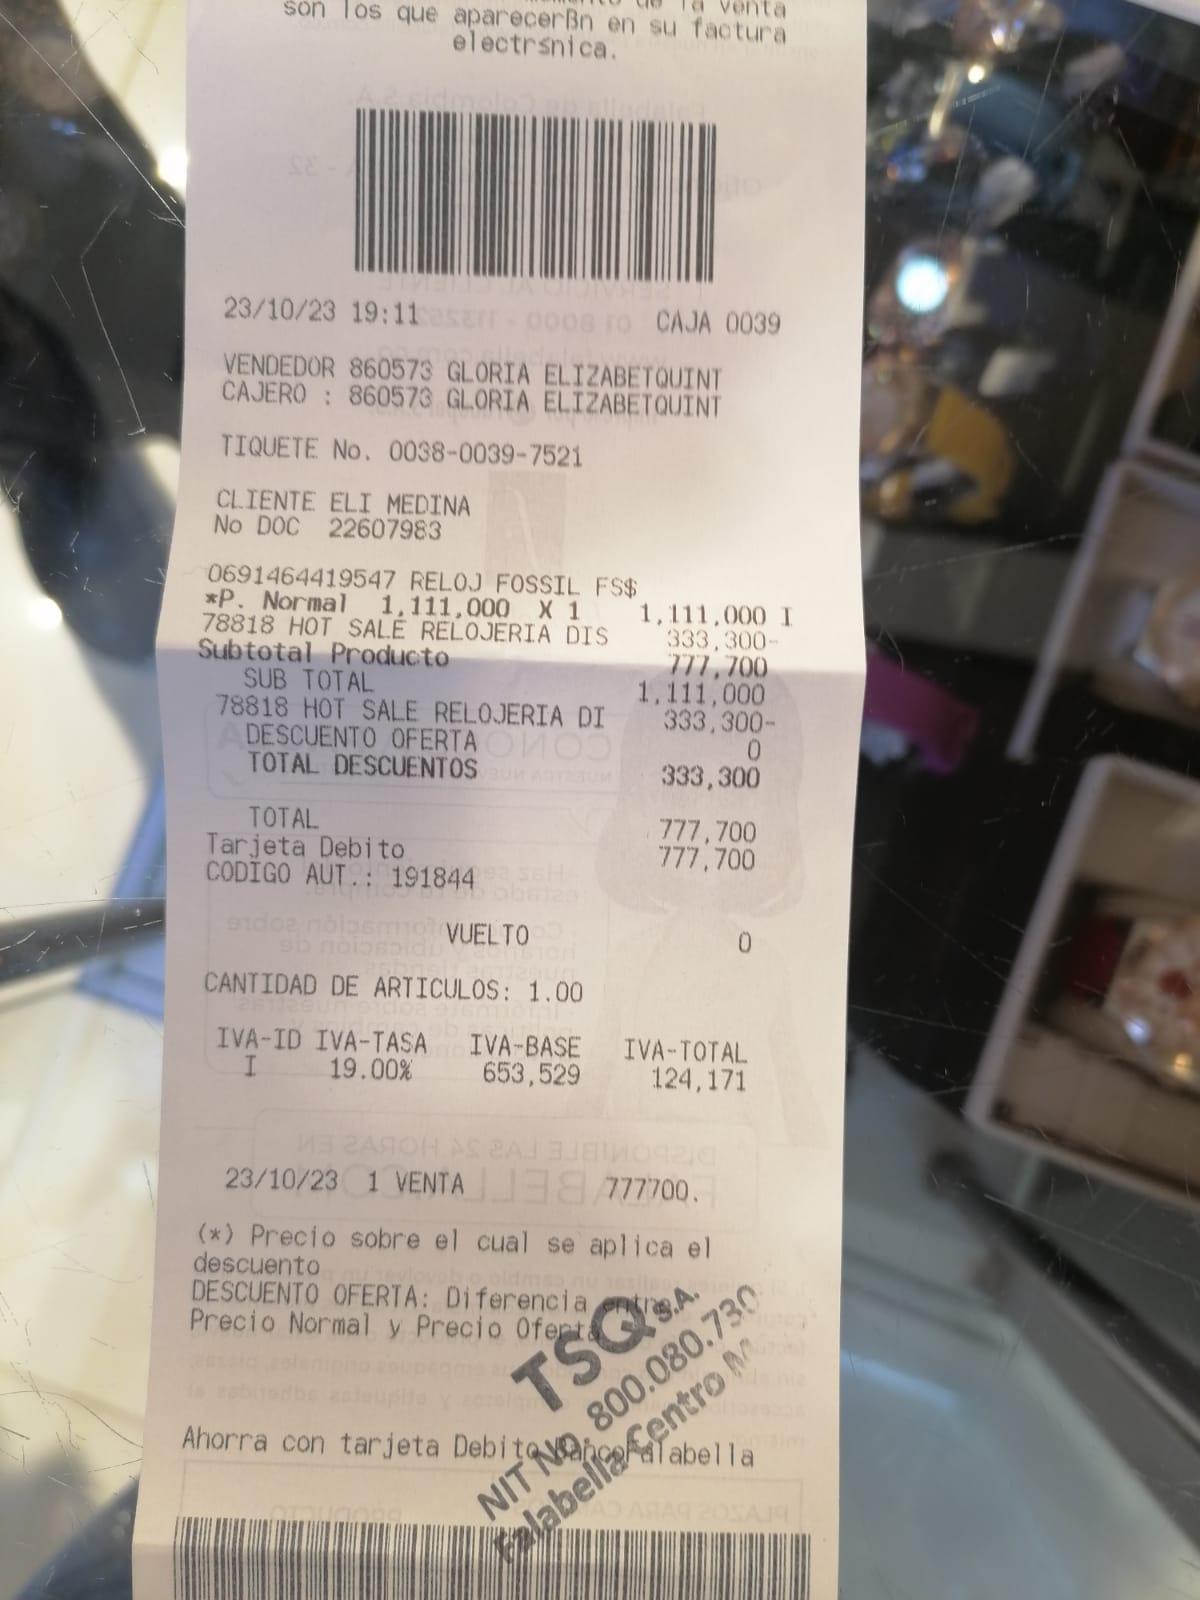 la venta
son los que aparecerßn en su factura
electrśnica.
23/10/23 19:11 CAJA 0039
VENDEDOR 860573 GLORIA ELIZABETQUINT
CAJERO : 860573 GLORIA ELIZABETQUINT
TIQUETE No. 0038-0039-7521
CLIENTE ELI MEDINA
No DOC 22607983
0691464419547 RELOJ FOSSIL FS$
*P. Normal 1,111,000 X 1 1,111,000 I
78818 HOT SALE RELOJERIA DIS 333,300-
Subtotal Producto 777,700
SUB TOTAL 1,111,000
78818 HOT SALE RELOJERIA DI 333,300-
DESCUENTO OFERTA 0
TOTAL DESCUENTOS 333,300
TOTAL 777,700
Tarjeta Debito 777,700
CODIGO AUT.: 191844
VUELTO 0
CANTIDAD DE ARTICULOS: 1.00
IVA-ID IVA-TASA IVA-BASE IVA-TOTAL
I 19.00% 653,529 124,171
23/10/23 1 VENTA 777700.
(*) Precio sobre el cual se aplica el
descuento
DESCUENTO OFERTA: Diferencia entre
Precio Normal y Precio Oferta
TSQ S.A.
NIT No. 800.080.730
Falabella Centro M
Ahorra con tarjeta Debito BancoFalabella